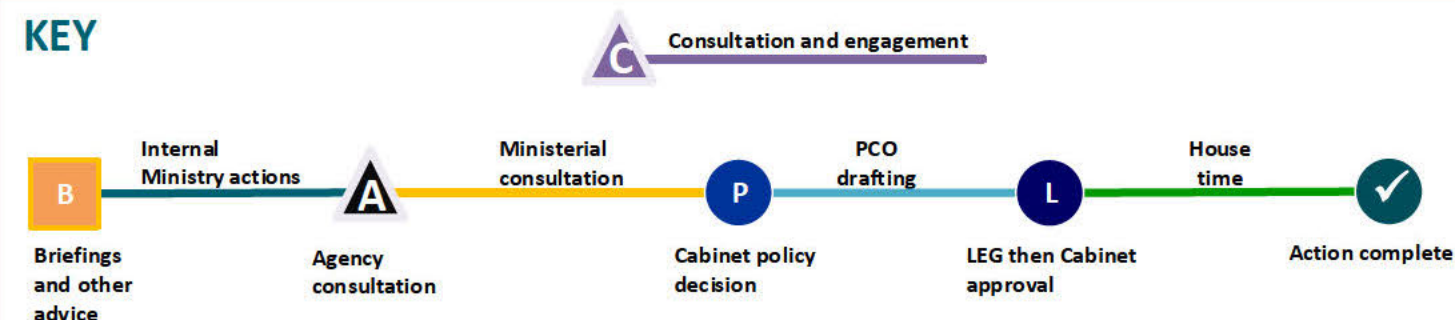 KEY
C
Consultation and engagement
Internal
Ministry actions
Ministerial
consultation
PCO
drafting
House
time
B
A
P
L
Briefings
and other
advice
Agency
consultation
Cabinet policy
decision
LEG then Cabinet
approval
Action complete